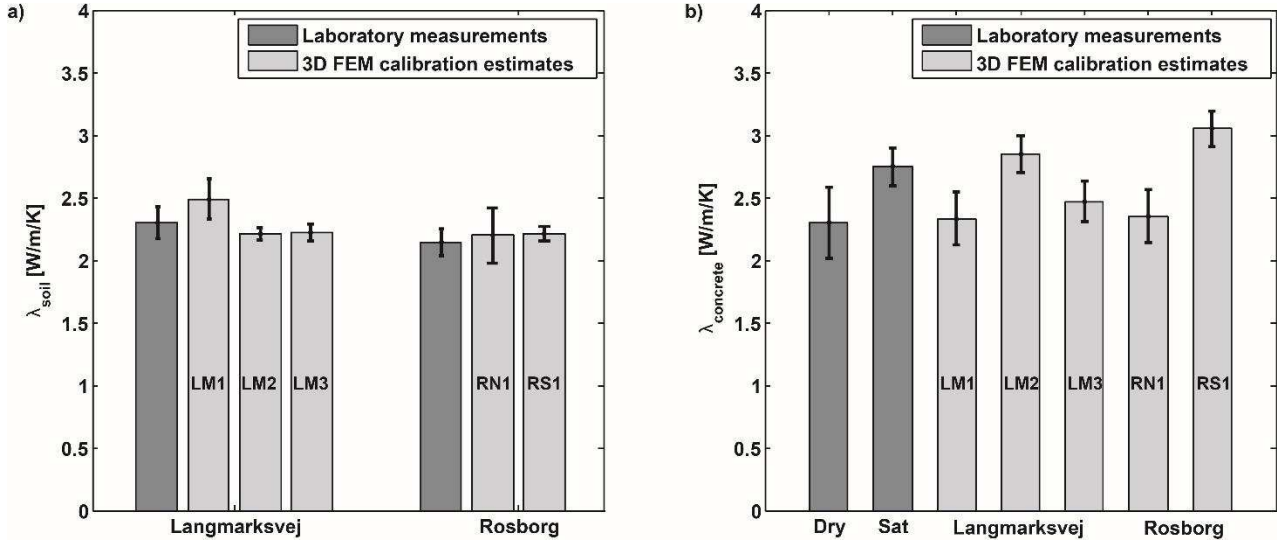 a)
4
3.5
3
2.5
2
1.5
1
0.5
0
λsoil [W/m/K]
Laboratory measurements
3D FEM calibration estimates
LM1 LM2 LM3 RN1 RS1
Langmarksvej Rosborg
b)
4
3.5
3
2.5
2
1.5
1
0.5
0
λconcrete [W/m/K]
Laboratory measurements
3D FEM calibration estimates
LM1 LM2 LM3 RN1 RS1
Dry Sat Langmarksvej Rosborg